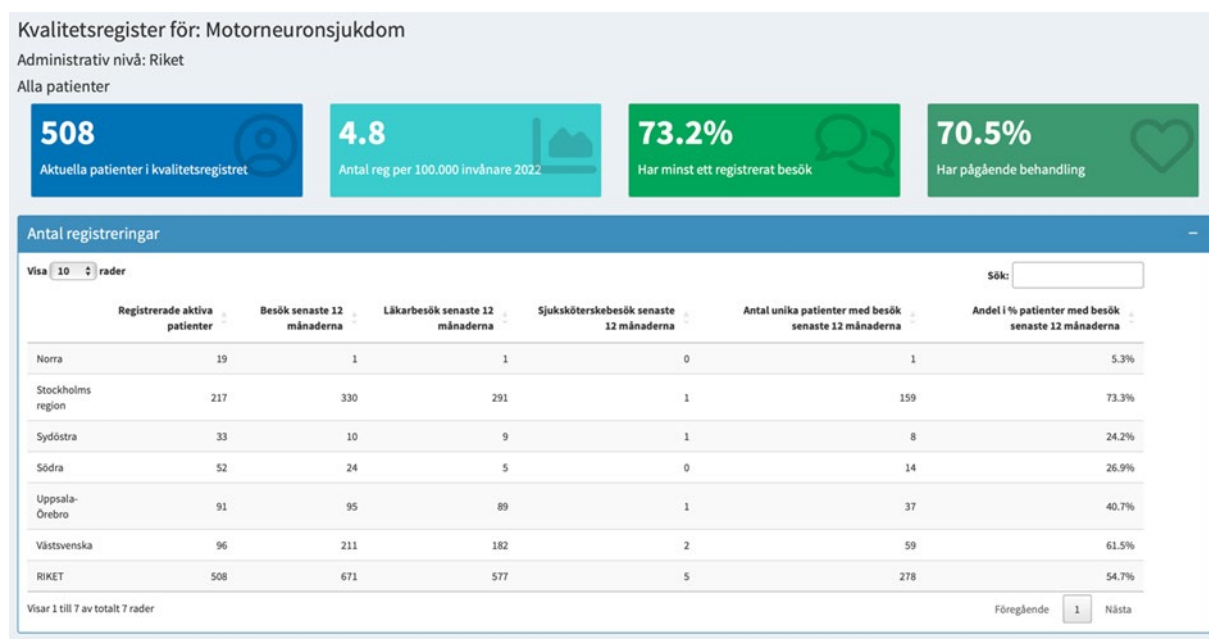 Kvalitetsregister för: Motorneuronsjukdom
Administrativ nivå: Riket
Alla patienter
508
Aktuella patienter i kvalitetsregistret
4.8
Antal reg per 100.000 invånare 2022
73.2%
Har minst ett registrerat besök
70.5%
Har pågående behandling
Antal registreringar
Visa 10 rader
Sök:
Registrerade aktiva patienter Besök senaste 12 månaderna Läkarbesök senaste 12 månaderna Sjuksköterskebesök senaste 12 månaderna Antal unika patienter med besök senaste 12 månaderna Andel i % patienter med besök senaste 12 månaderna
Norra 19 1 1 0 1 5.3%
Stockholms region 217 330 291 1 159 73.3%
Sydöstra 33 10 9 1 8 24.2%
Södra 52 24 5 0 14 26.9%
Uppsala-Örebro 91 95 89 1 37 40.7%
Västsvenska 96 211 182 2 59 61.5%
RIKET 508 671 577 5 278 54.7%
Visar 1 till 7 av totalt 7 rader
Föregående 1 Nästa